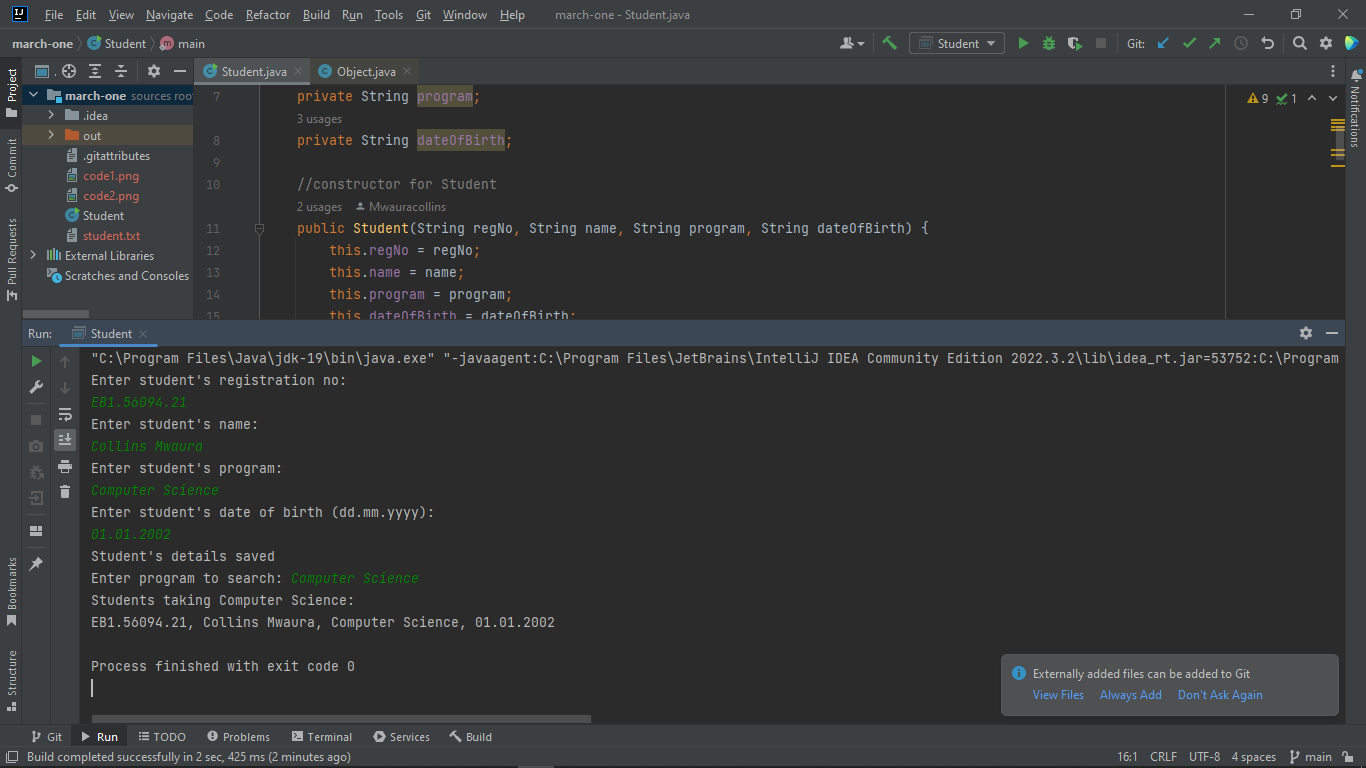 File Edit View Navigate Code Refactor Build Run Tools Git Window Help march-one - Student.java
march-one Student main Student Git:
Student.java Object.java
Project
Commit
Pull Requests
Bookmarks
Structure
Notifications
march-one sources roo
.idea
out
.gitattributes
code1.png
code2.png
Student
student.txt
External Libraries
Scratches and Consoles
9 1
7 private String program;
3 usages
8 private String dateOfBirth;
9
10 //constructor for Student
2 usages Mwauracollins
11 public Student(String regNo, String name, String program, String dateOfBirth) {
12 this.regNo = regNo;
13 this.name = name;
14 this.program = program;
15 this.dateOfBirth = dateOfBirth;
Run: Student
"C:\Program Files\Java\jdk-19\bin\java.exe" "-javaagent:C:\Program Files\JetBrains\IntelliJ IDEA Community Edition 2022.3.2\lib\idea_rt.jar=53752:C:\Program
Enter student's registration no:
EB1.56094.21
Enter student's name:
Collins Mwaura
Enter student's program:
Computer Science
Enter student's date of birth (dd.mm.yyyy):
01.01.2002
Student's details saved
Enter program to search: Computer Science
Students taking Computer Science:
EB1.56094.21, Collins Mwaura, Computer Science, 01.01.2002
Process finished with exit code 0
Externally added files can be added to Git
View Files Always Add Don't Ask Again
Git Run TODO Problems Terminal Services Build
Build completed successfully in 2 sec, 425 ms (2 minutes ago) 16:1 CRLF UTF-8 4 spaces main